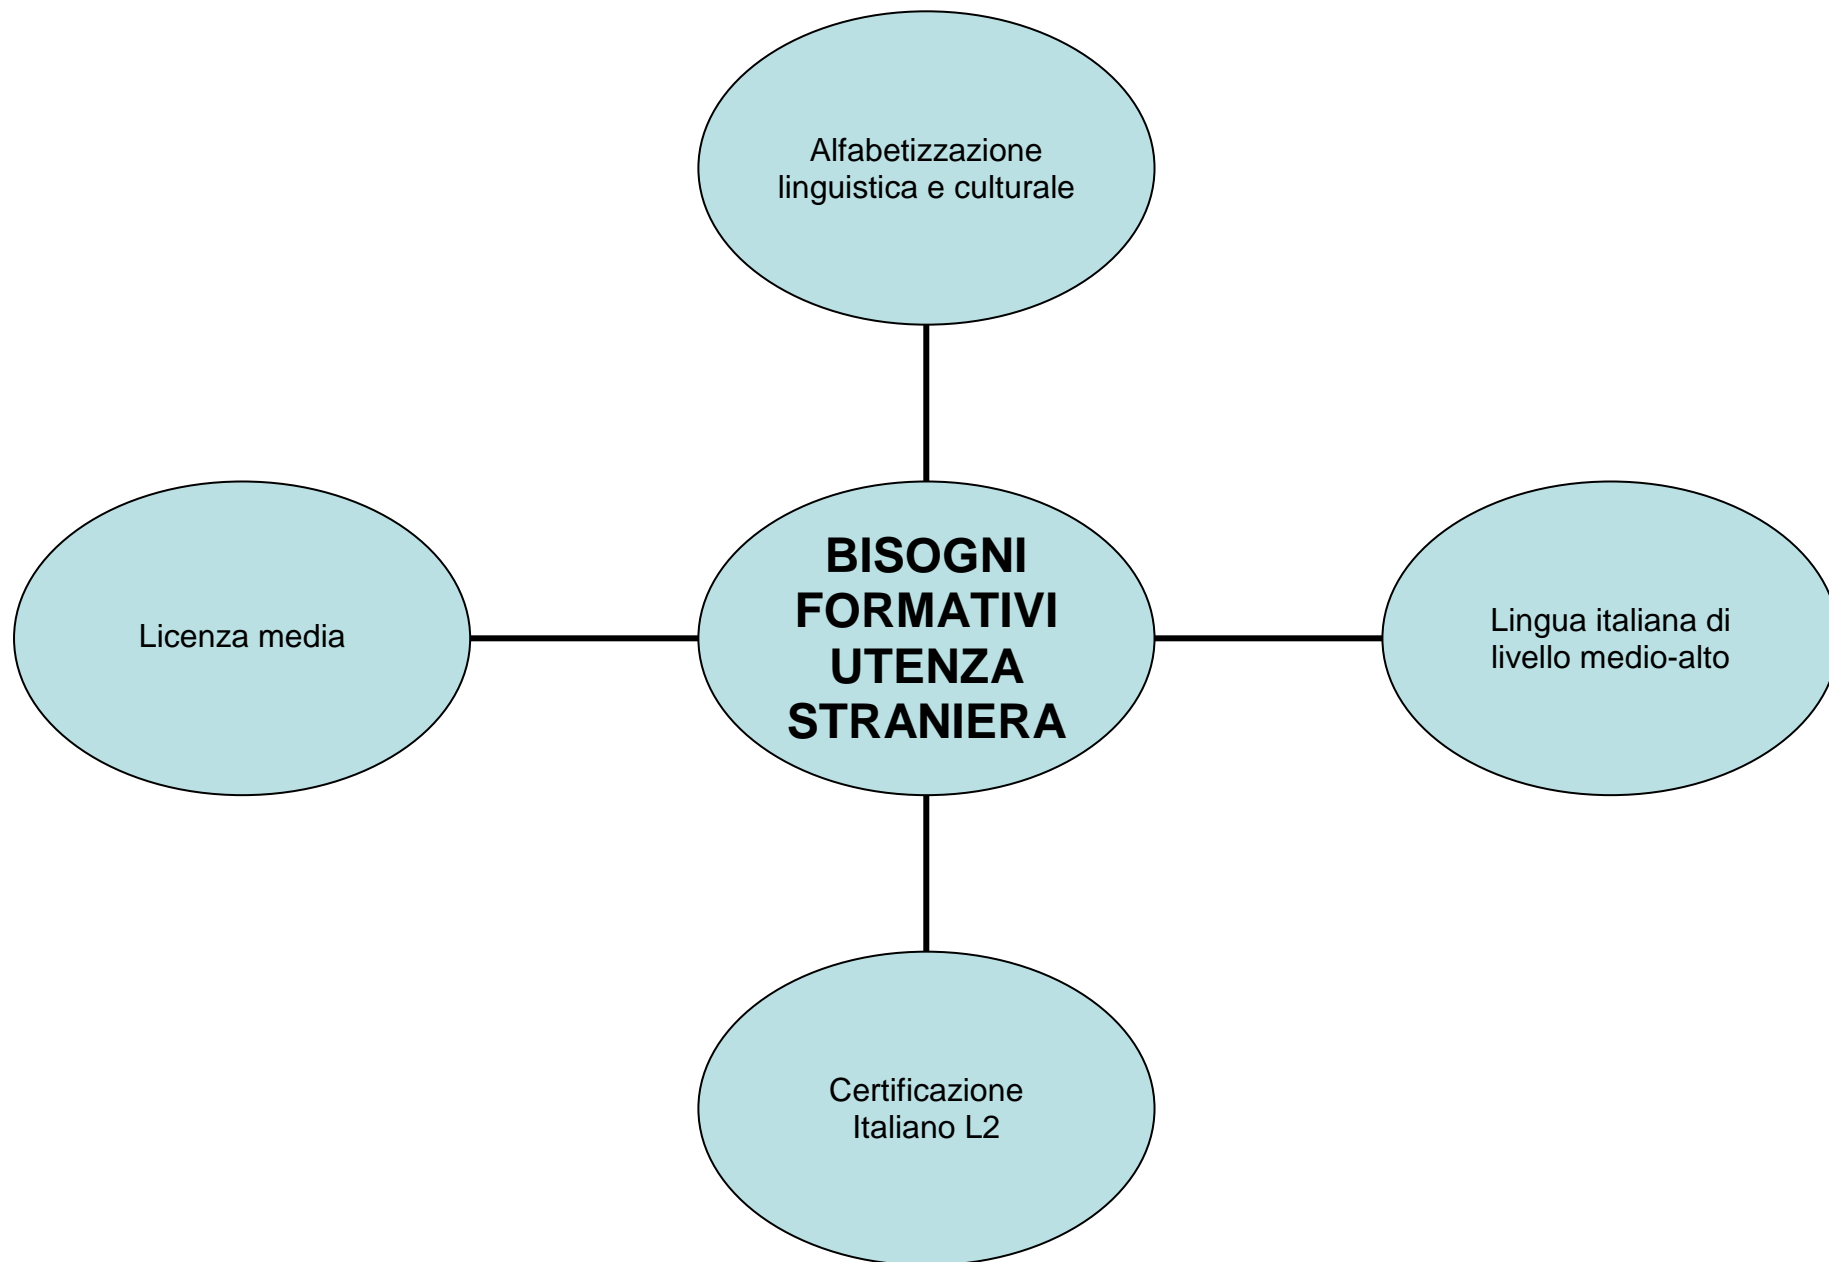 Alfabetizzazione
linguistica e culturale
Licenza media
BISOGNI
FORMATIVI
UTENZA
STRANIERA
Lingua italiana di
livello medio-alto
Certificazione
Italiano L2